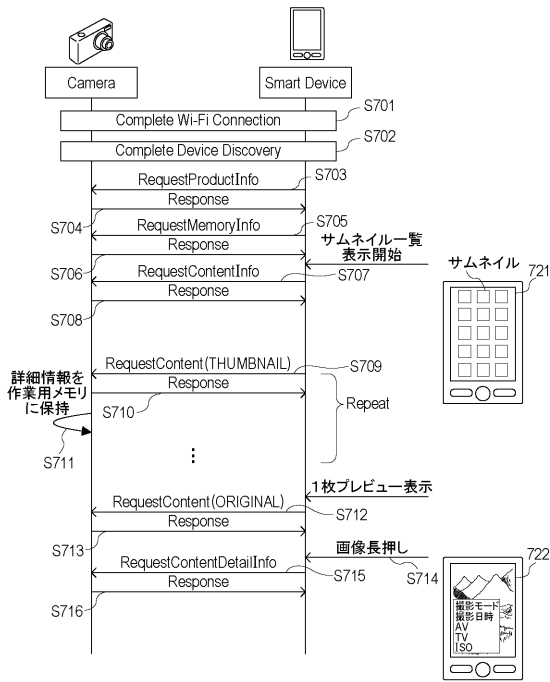 Camera
Smart Device
S701
Complete Wi-Fi Connection
S702
Complete Device Discovery
S703
RequestProductInfo
Response
S704
S705
RequestMemoryInfo
Response
S706
サムネイル一覧
表示開始
RequestContentInfo
S707
Response
S708
サムネイル
721
RequestContent(THUMBNAIL)
S709
詳細情報を
作業用メモリ
に保持
Response
S710
S711
Repeat
⋮
1枚プレビュー表示
RequestContent(ORIGINAL)
S712
Response
S713
画像長押し
S714
RequestContentDetailInfo
S715
Response
S716
722
撮影モード
撮影日時
AV
TV
ISO